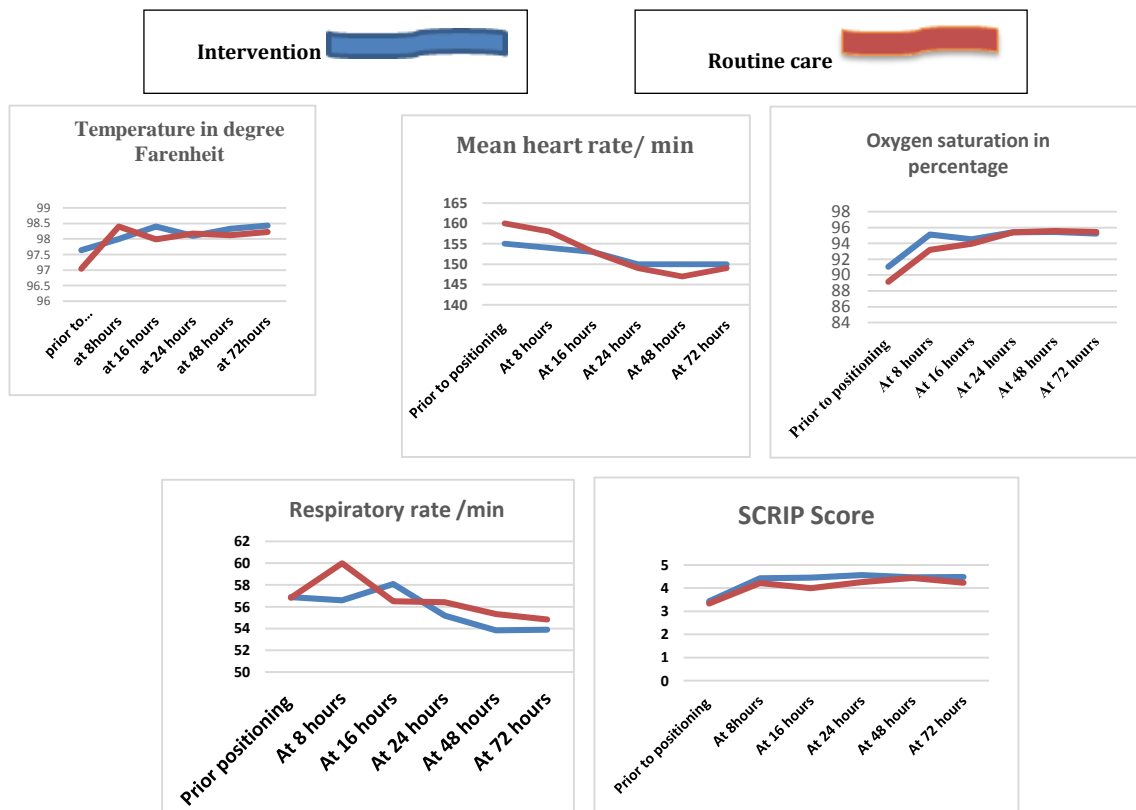 Intervention
Routine care
Temperature in degree
Farenheit
99
98.5
98
97.5
97
96.5
96
prior to...
at 8hours
at 16 hours
at 24 hours
at 48 hours
at 72hours
Mean heart rate/ min
165
160
155
150
145
140
Prior to positioning
At 8 hours
At 16 hours
At 24 hours
At 48 hours
At 72 hours
Oxygen saturation in
percentage
98
96
94
92
90
88
86
84
Prior to positioning
At 8 hours
At 16 hours
At 24 hours
At 48 hours
At 72 hours
Respiratory rate /min
62
60
58
56
54
52
50
Prior positioning
At 8 hours
At 16 hours
At 24 hours
At 48 hours
At 72 hours
SCRIP Score
5
4
3
2
1
0
Prior to positioning
At 8hours
At 16 hours
At 24 hours
At 48 hours
At 72 hours